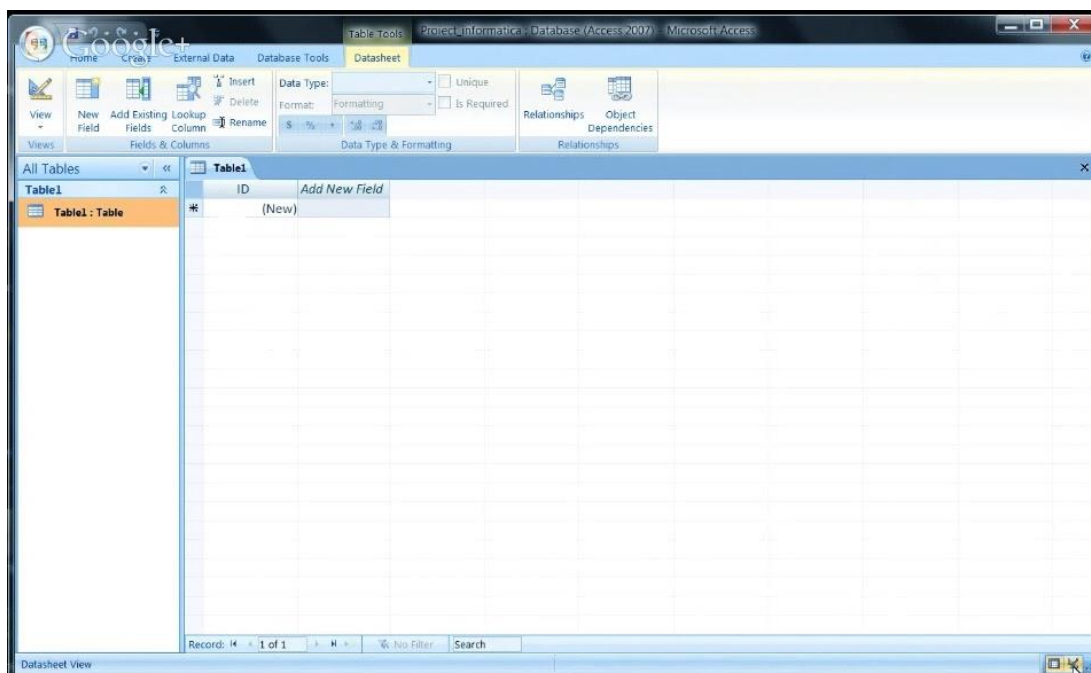 Google+
Table Tools
Project_informatica : Database (Access 2007) - Microsoft Access
Home Create External Data Database Tools Datasheet
View
New Field
Add Existing Fields
Lookup Column
Insert
Delete
Rename
Data Type:
Format: Formatting
$ %
Unique
Is Required
Relationships
Object Dependencies
Views Fields & Columns Data Type & Formatting Relationships
All Tables
Table1
Table1 : Table
Table1
ID Add New Field
(New)
Record: 1 of 1 No Filter Search
Datasheet View